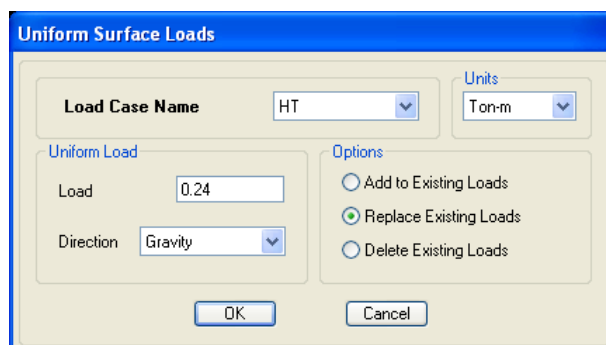 Uniform Surface Loads
Units
Load Case Name HT Ton-m
Uniform Load Options
Load 0.24 Add to Existing Loads
Replace Existing Loads
Direction Gravity Delete Existing Loads
OK Cancel